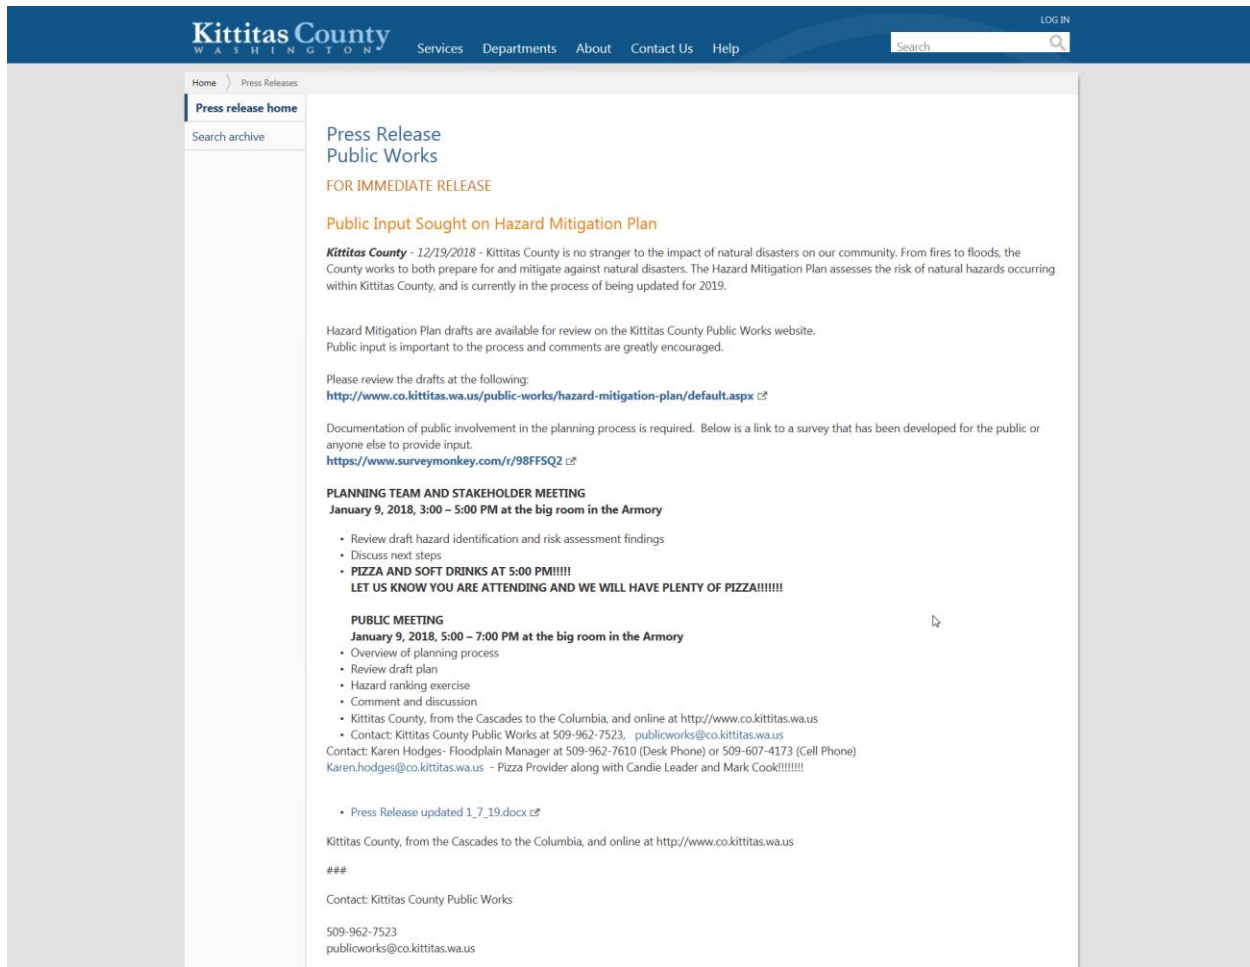 LOG IN
Kittitas County
WASHINGTON
Services Departments About Contact Us Help
Search
Home Press Releases
Press release home
Search archive
Press Release
Public Works
FOR IMMEDIATE RELEASE
Public Input Sought on Hazard Mitigation Plan
Kittitas County - 12/19/2018 - Kittitas County is no stranger to the impact of natural disasters on our community. From fires to floods, the
County works to both prepare for and mitigate against natural disasters. The Hazard Mitigation Plan assesses the risk of natural hazards occurring
within Kittitas County, and is currently in the process of being updated for 2019.
Hazard Mitigation Plan drafts are available for review on the Kittitas County Public Works website.
Public input is important to the process and comments are greatly encouraged.
Please review the drafts at the following:
http://www.co.kittitas.wa.us/public-works/hazard-mitigation-plan/default.aspx
Documentation of public involvement in the planning process is required. Below is a link to a survey that has been developed for the public or
anyone else to provide input.
https://www.surveymonkey.com/r/98FFSQ2
PLANNING TEAM AND STAKEHOLDER MEETING
January 9, 2018, 3:00 – 5:00 PM at the big room in the Armory
• Review draft hazard identification and risk assessment findings
• Discuss next steps
• PIZZA AND SOFT DRINKS AT 5:00 PM!!!!!
LET US KNOW YOU ARE ATTENDING AND WE WILL HAVE PLENTY OF PIZZA!!!!!!!
PUBLIC MEETING
January 9, 2018, 5:00 – 7:00 PM at the big room in the Armory
• Overview of planning process
• Review draft plan
• Hazard ranking exercise
• Comment and discussion
• Kittitas County, from the Cascades to the Columbia, and online at http://www.co.kittitas.wa.us
• Contact: Kittitas County Public Works at 509-962-7523, publicworks@co.kittitas.wa.us
Contact: Karen Hodges- Floodplain Manager at 509-962-7610 (Desk Phone) or 509-607-4173 (Cell Phone)
Karen.hodges@co.kittitas.wa.us - Pizza Provider along with Candie Leader and Mark Cook!!!!!!!!
• Press Release updated 1_7_19.docx
Kittitas County, from the Cascades to the Columbia, and online at http://www.co.kittitas.wa.us
###
Contact: Kittitas County Public Works
509-962-7523
publicworks@co.kittitas.wa.us